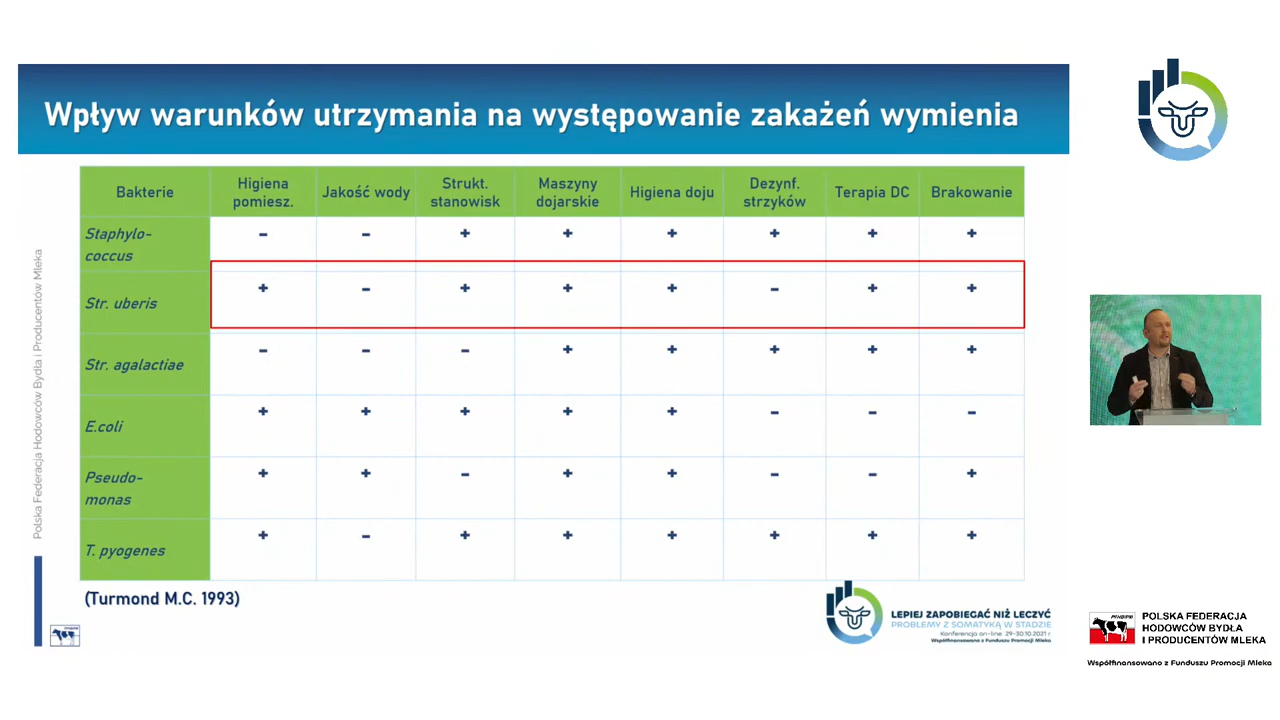 Wpływ warunków utrzymania na występowanie zakażeń wymienia
Bakterie
Higiena
pomiesz.
Jakość wody
Strukt.
stanowisk
Maszyny
dojarskie
Higiena doju
Dezynf.
strzyków
Terapia DC
Brakowanie
Staphylo-
coccus
- - + + + + + +
Str. uberis
+ - + + + - + +
Str. agalactiae
- - - + + + + +
E.coli
+ + + + + - - -
Pseudo-
monas
+ + - + + - - +
T. pyogenes
+ - + + + + + +
(Turmond M.C. 1993)
Polska Federacja Hodowców Bydła i Producentów Mleka
LEPIEJ ZAPOBIEGAĆ NIŻ LECZYĆ
PROBLEMY Z SOMATYKĄ W STADZIE
Konferencja on-line 29-30.10.2021 r.
Współfinansowano z Funduszu Promocji Mleka
POLSKA FEDERACJA
HODOWCÓW BYDŁA
I PRODUCENTÓW MLEKA
Współfinansowano z Funduszu Promocji Mleka